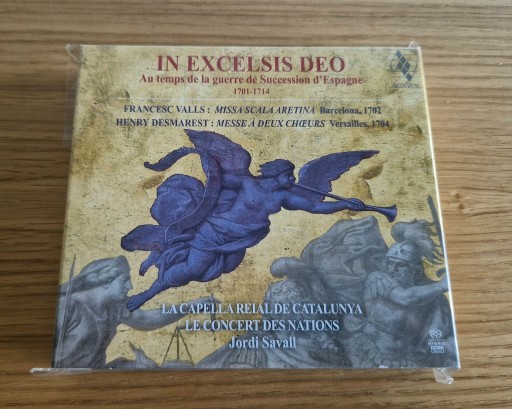 IN EXCELSIS DEO
Au temps de la guerre de Succession d'Espagne
1701-1714
ALIAVOX
FRANCESC VALLS : MISSA SCALA ARETINA Barcelona, 1702
HENRY DESMAREST : MESSE À DEUX CHŒURS Versailles, 1704
LA CAPELLA REIAL DE CATALUNYA
LE CONCERT DES NATIONS
Jordi Savall